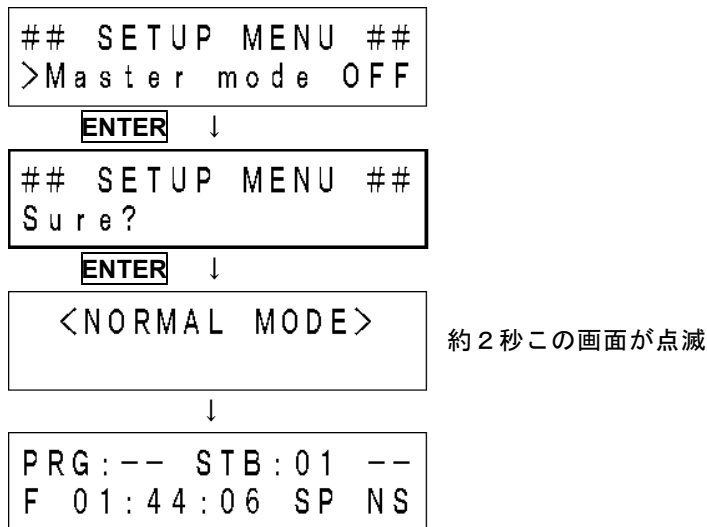 ## SETUP MENU ##
>Master mode OFF
ENTER ↓
## SETUP MENU ##
Sure?
ENTER ↓
<NORMAL MODE>
約2秒この画面が点滅
↓
PRG:-- STB:01 --
F 01:44:06 SP NS